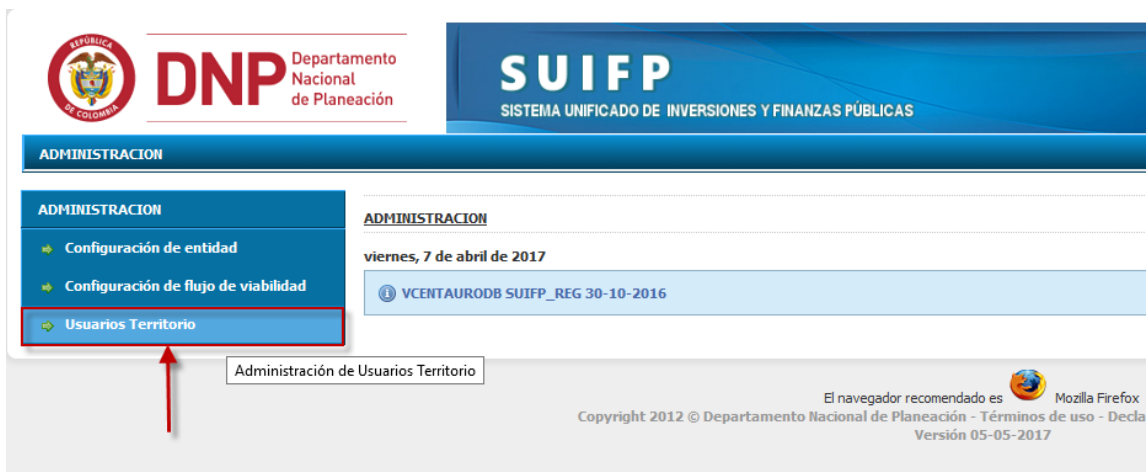 REPÚBLICA
DE COLOMBIA
DNP
Departamento
Nacional
de Planeación
SUIFP
SISTEMA UNIFICADO DE INVERSIONES Y FINANZAS PÚBLICAS
ADMINISTRACION
ADMINISTRACION
Configuración de entidad
Configuración de flujo de viabilidad
Usuarios Territorio
ADMINISTRACION
viernes, 7 de abril de 2017
VCENTAURODB SUIFP_REG 30-10-2016
Administración de Usuarios Territorio
El navegador recomendado es Mozilla Firefox
Copyright 2012 © Departamento Nacional de Planeación - Términos de uso - Decla
Versión 05-05-2017